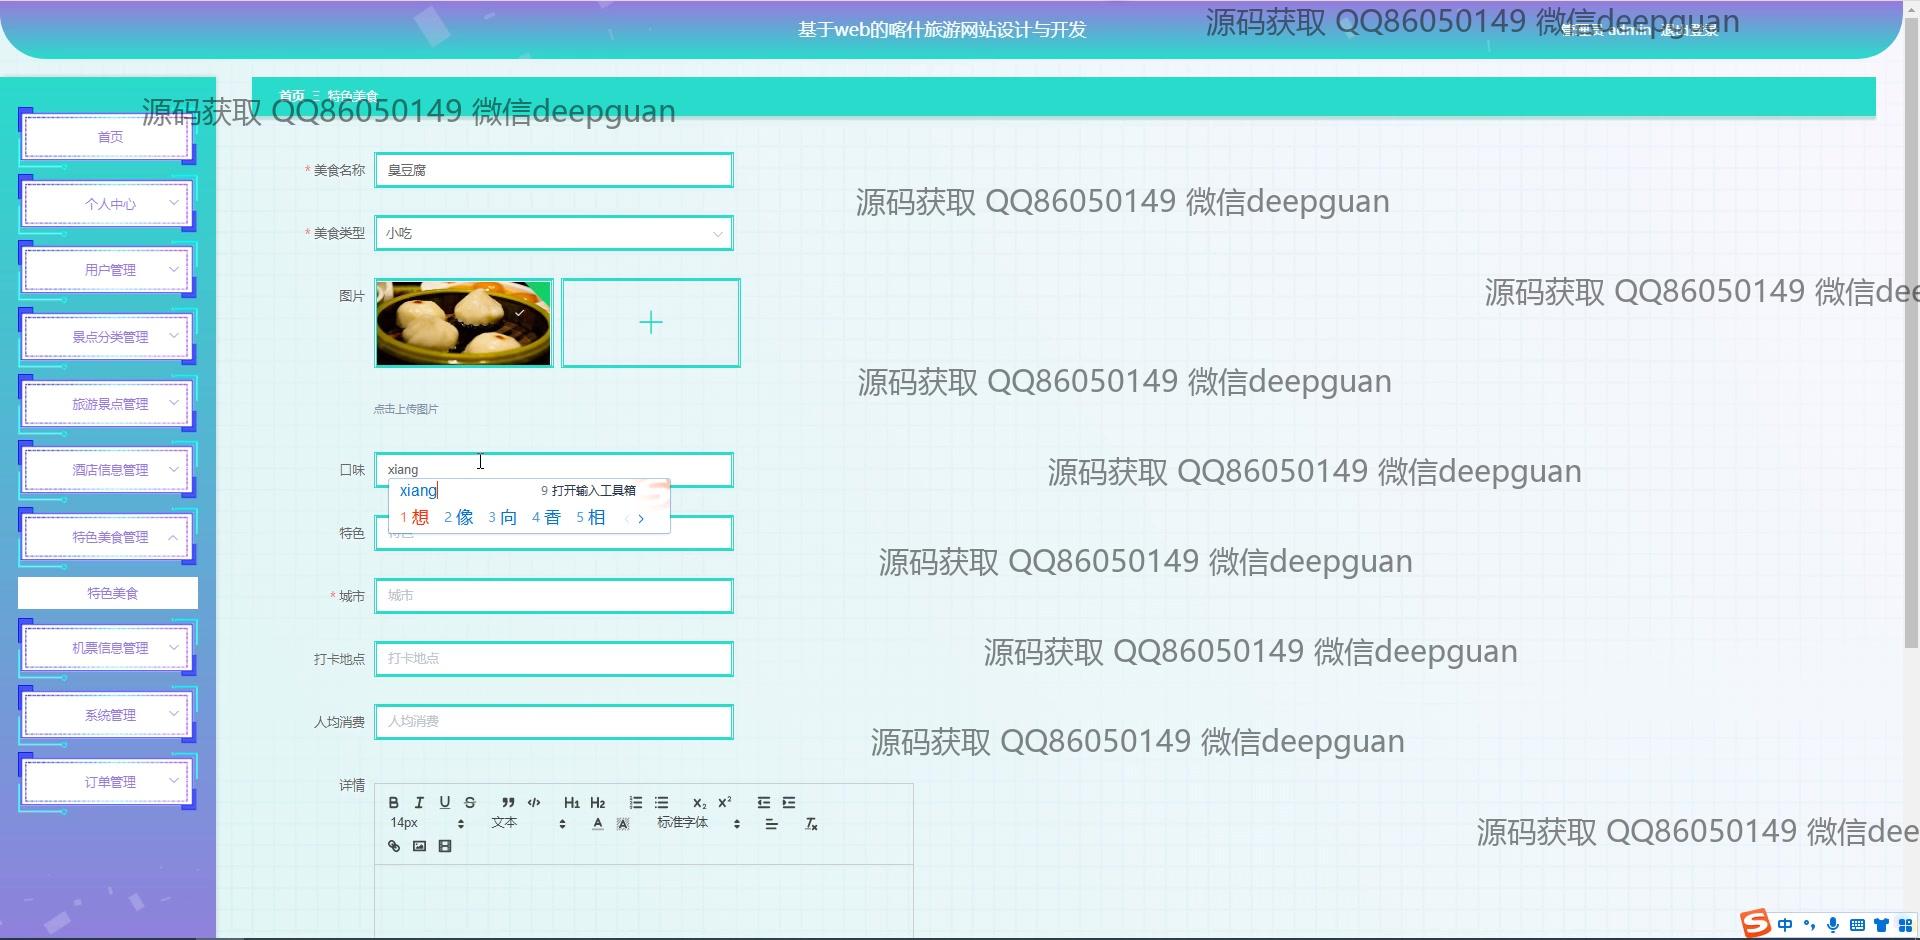 基于web的喀什旅游网站设计与开发
源码获取 QQ86050149 微信deepguan
管理员 admin 退出登录
首页 三 特色美食
源码获取 QQ86050149 微信deepguan
首页
个人中心
用户管理
景点分类管理
旅游景点管理
酒店信息管理
特色美食管理
特色美食
机票信息管理
系统管理
订单管理
* 美食名称 臭豆腐
源码获取 QQ86050149 微信deepguan
* 美食类型 小吃
图片
源码获取 QQ86050149 微信dee
源码获取 QQ86050149 微信deepguan
点击上传图片
口味 xiang
源码获取 QQ86050149 微信deepguan
xiang 9 打开输入工具箱
1 想 2 像 3 向 4 香 5 相
特色 特色
源码获取 QQ86050149 微信deepguan
* 城市 城市
打卡地点 打卡地点
源码获取 QQ86050149 微信deepguan
人均消费 人均消费
源码获取 QQ86050149 微信deepguan
详情
B I U S ” </> H1 H2 X2 X2
14px 文本 A A 标准字体 Tx
源码获取 QQ86050149 微信dee
S 中